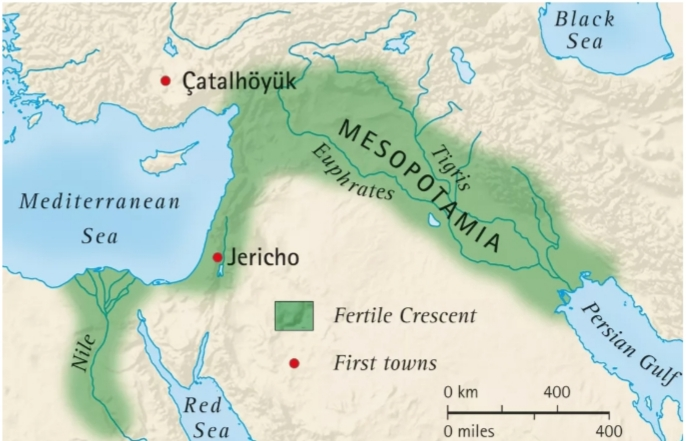 Black
Sea
Çatalhöyük
MESOPOTAMIA
Tigris
Euphrates
Mediterranean
Sea
Jericho
Fertile Crescent
Nile
Persian Gulf
First towns
Red
Sea
0 km 400
0 miles 400